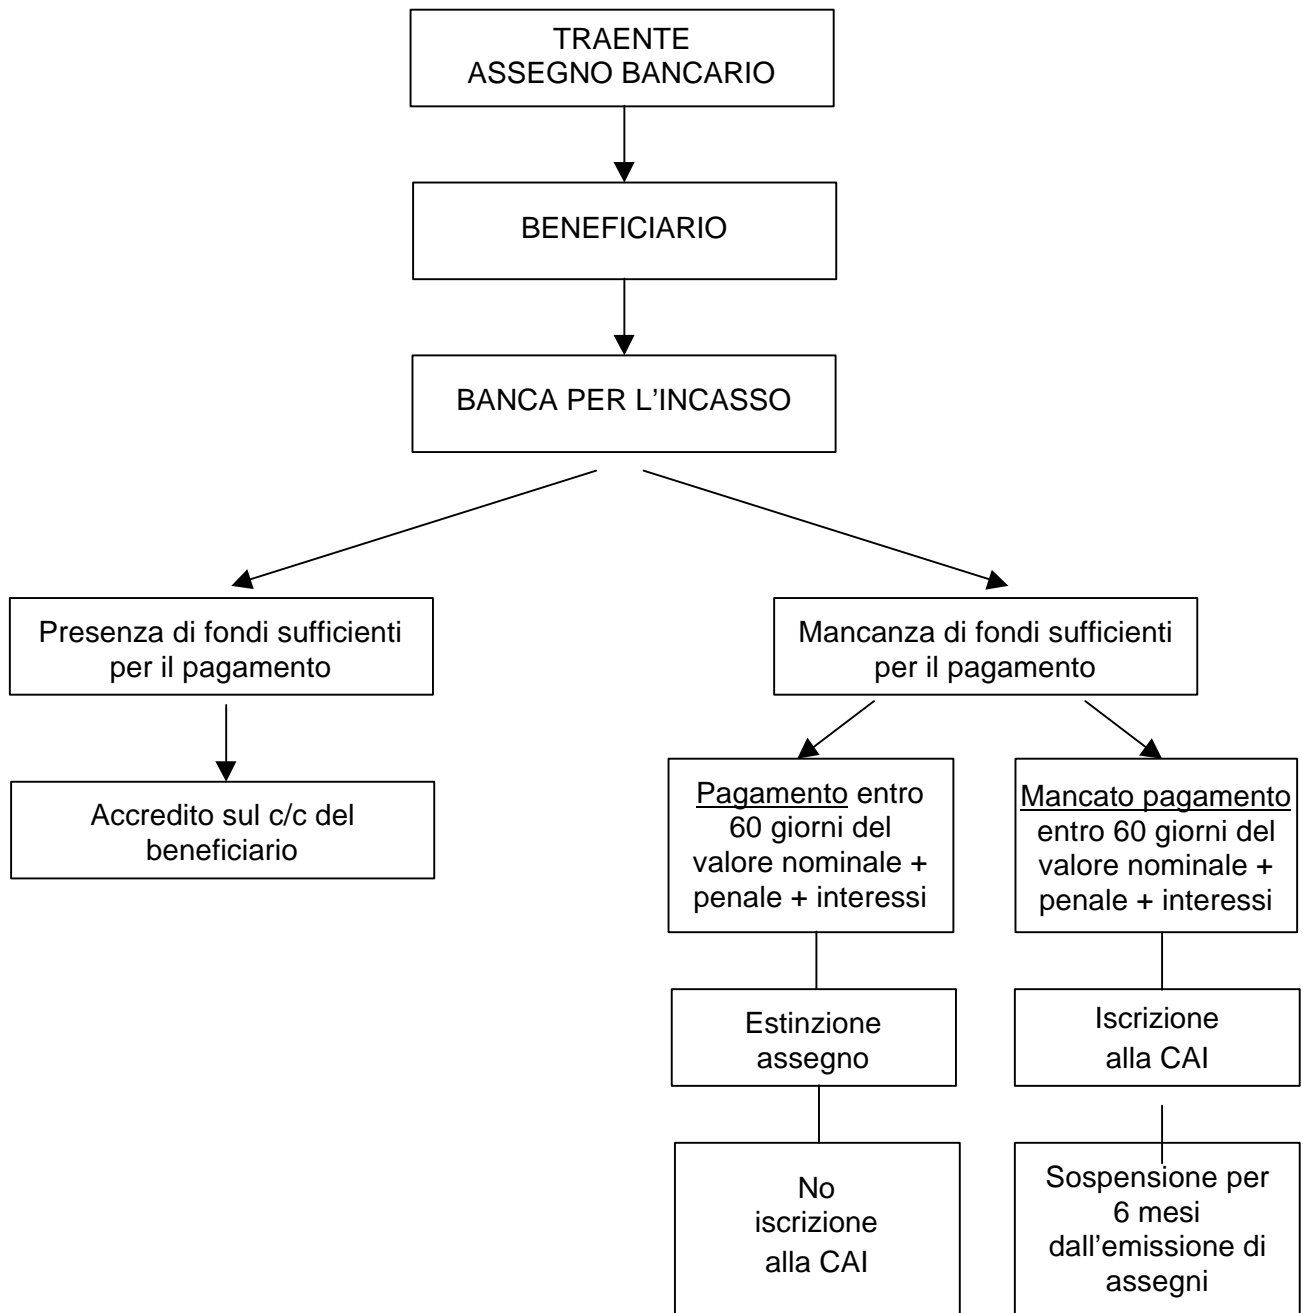 TRAENTE
ASSEGNO BANCARIO
BENEFICIARIO
BANCA PER L'INCASSO
Presenza di fondi sufficienti
per il pagamento
Accredito sul c/c del
beneficiario
Mancanza di fondi sufficienti
per il pagamento
Pagamento entro
60 giorni del
valore nominale +
penale + interessi
Estinzione
assegno
No
iscrizione
alla CAI
Mancato pagamento
entro 60 giorni del
valore nominale +
penale + interessi
Iscrizione
alla CAI
Sospensione per
6 mesi
dall'emissione di
assegni